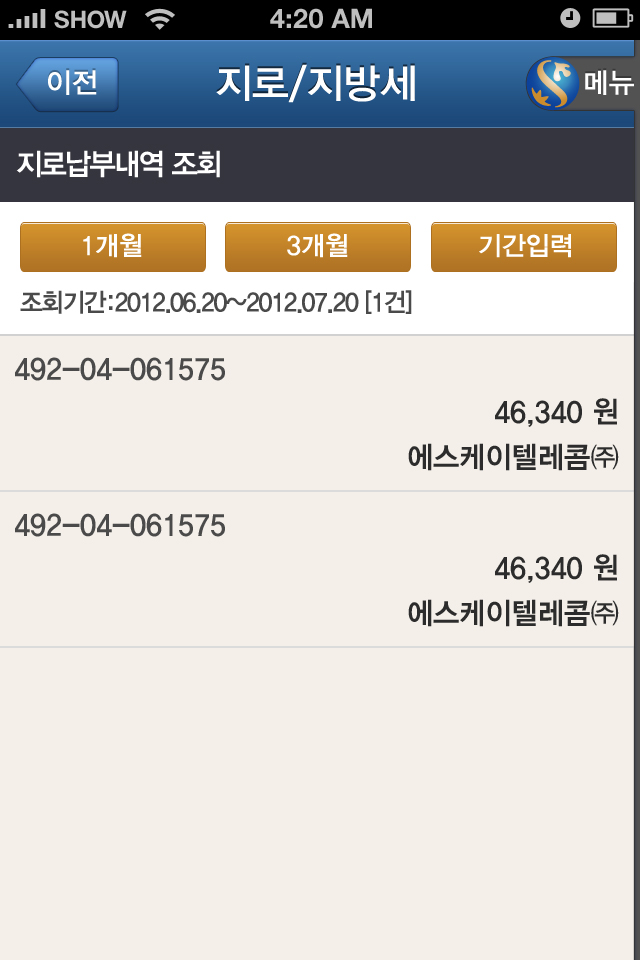 SHOW 4:20 AM
이전 지로/지방세 메뉴
지로납부내역 조회
1개월 3개월 기간입력
조회기간:2012.06.20~2012.07.20 [1건]
492-04-061575
46,340 원
에스케이텔레콤㈜
492-04-061575
46,340 원
에스케이텔레콤㈜